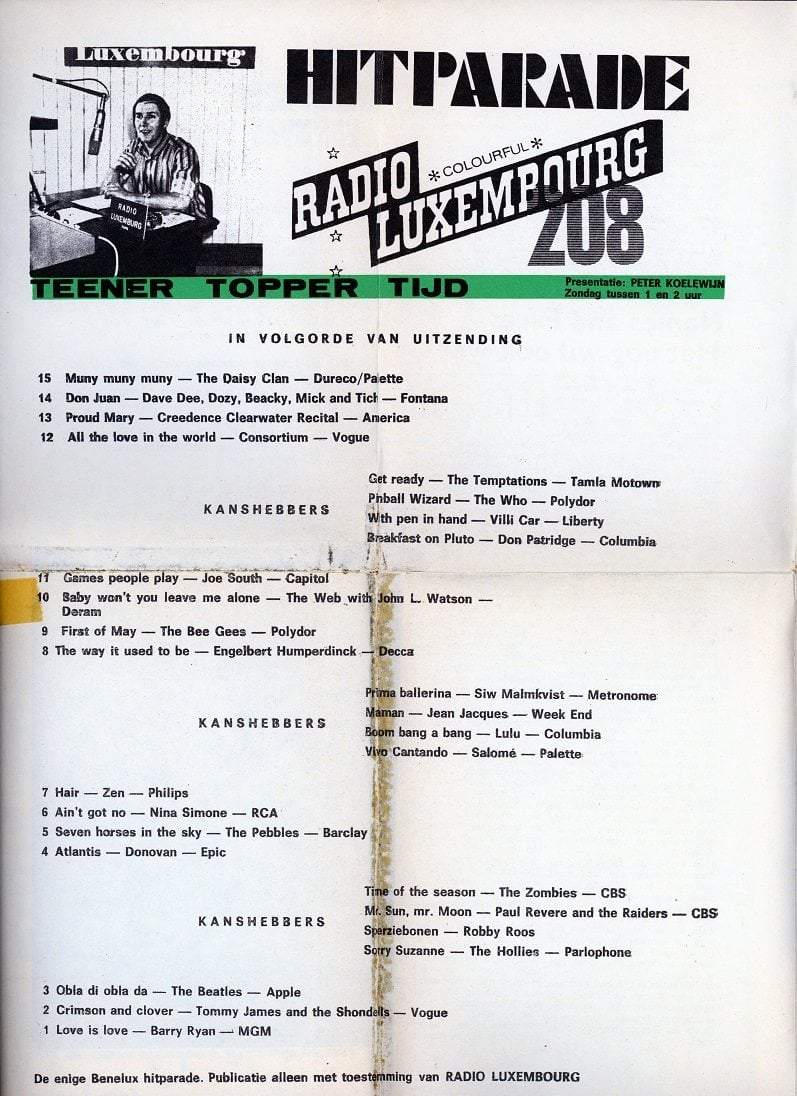 Luxembourg
HITPARADE
RADIO
*COLOURFUL*
LUXEMBOURG
208
RADIO
LUXEMBURG
TEENER TOPPER TIJD
Presentatie: PETER KOELEWIJN
Zondag tussen 1 en 2 uur
IN VOLGORDE VAN UITZENDING
15 Muny muny muny — The Daisy Clan — Dureco/Palette
14 Don Juan — Dave Dee, Dozy, Beacky, Mick and Tich — Fontana
13 Proud Mary — Creedence Clearwater Recital — America
12 All the love in the world — Consortium — Vogue
KANSHEBBERS
Get ready — The Temptations — Tamla Motown
Pinball Wizard — The Who — Polydor
With pen in hand — Villi Car — Liberty
Breakfast on Pluto — Don Patridge — Columbia
11 Games people play — Joe South — Capitol
10 Baby won't you leave me alone — The Web with John L. Watson —
Deram
9 First of May — The Bee Gees — Polydor
8 The way it used to be — Engelbert Humperdinck — Decca
KANSHEBBERS
Prima ballerina — Siw Malmkvist — Metronome
Maman — Jean Jacques — Week End
Boom bang a bang — Lulu — Columbia
Vivo Cantando — Salomé — Palette
7 Hair — Zen — Philips
6 Ain't got no — Nina Simone — RCA
5 Seven horses in the sky — The Pebbles — Barclay
4 Atlantis — Donovan — Epic
KANSHEBBERS
Time of the season — The Zombies — CBS
Mr. Sun, mr. Moon — Paul Revere and the Raiders — CBS
Sperziebonen — Robby Roos
Sorry Suzanne — The Hollies — Parlophone
3 Obla di obla da — The Beatles — Apple
2 Crimson and clover — Tommy James and the Shondells — Vogue
1 Love is love — Barry Ryan — MGM
De enige Benelux hitparade. Publicatie alleen met toestemming van RADIO LUXEMBOURG